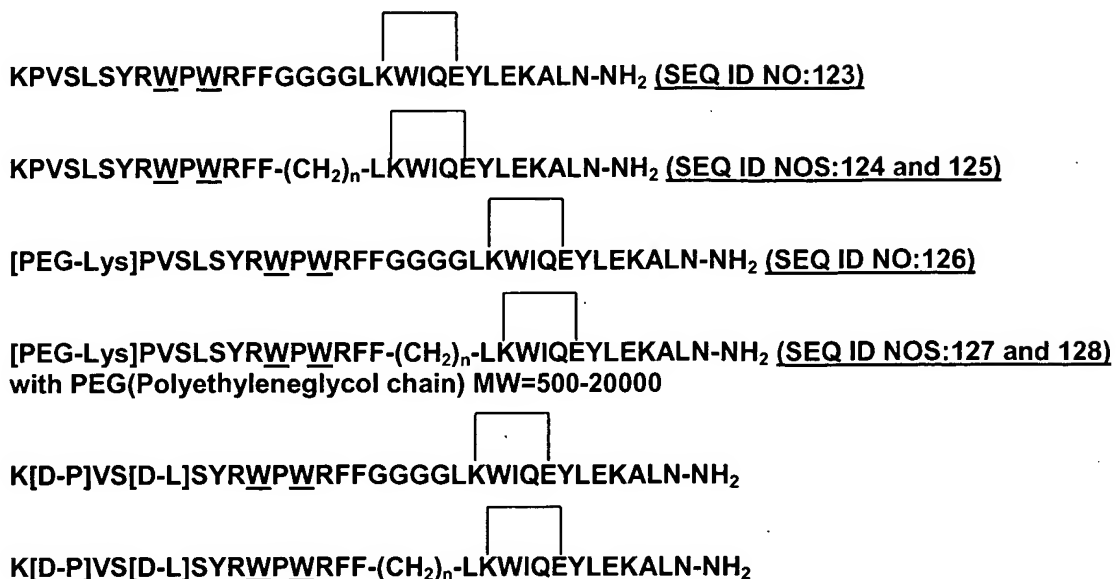 KPVSLSYRWPWRFFGGGGLKWIQEYLEKALN-NH₂ (SEQ ID NO:123)
KPVSLSYRWPWRFF-(CH₂)ₙ-LKWIQEYLEKALN-NH₂ (SEQ ID NOS:124 and 125)
[PEG-Lys]PVSLSYRWPWRFFGGGGLKWIQEYLEKALN-NH₂ (SEQ ID NO:126)
[PEG-Lys]PVSLSYRWPWRFF-(CH₂)ₙ-LKWIQEYLEKALN-NH₂ (SEQ ID NOS:127 and 128)
with PEG(Polyethyleneglycol chain) MW=500-20000
K[D-P]VS[D-L]SYRWPWRFFGGGGLKWIQEYLEKALN-NH₂
K[D-P]VS[D-L]SYRWPWRFF-(CH₂)ₙ-LKWIQEYLEKALN-NH₂